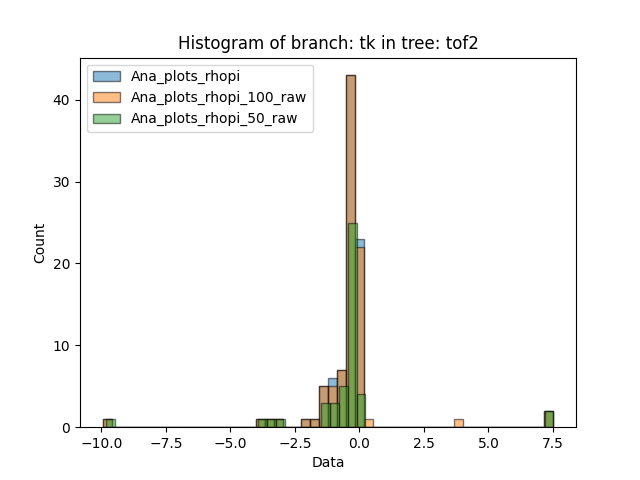 Histogram of branch: tk in tree: tof2
Ana_plots_rhopi
Ana_plots_rhopi_100_raw
Ana_plots_rhopi_50_raw
Count
40
30
20
10
0
−10.0 −7.5 −5.0 −2.5 0.0 2.5 5.0 7.5
Data